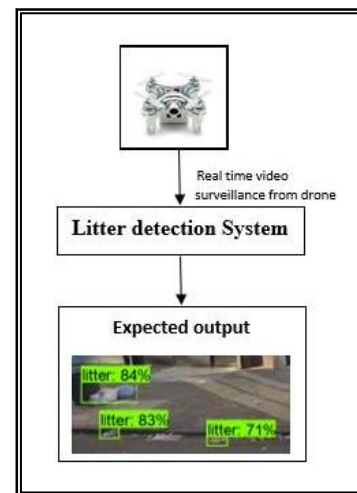 Real time video
surveillance from drone
Litter detection System
Expected output
litter: 84%
litter: 83%
litter: 71%